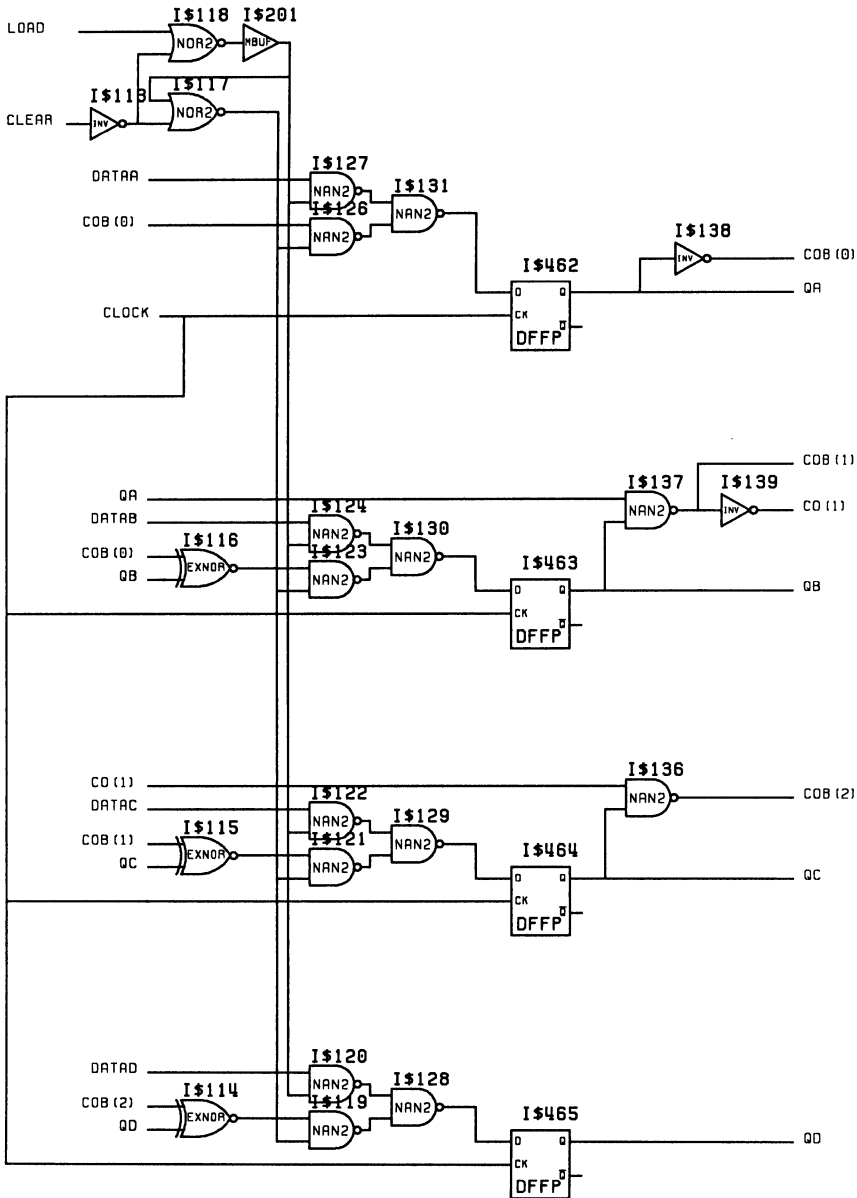 I$118 I$201
LOAD NOR2 MBUF
I$113 I$117
CLEAR INV NOR2
I$127
DATAA NAN2 I$131
I$126 NAN2
COB(0) NAN2 I$138
INV COB(0)
I$462
D Q QA
CLOCK CK Q
DFFP
COB(1)
QA I$137 I$139
DATAB I$124 NAN2 INV CO(1)
NAN2 I$130
I$116 I$123 NAN2
COB(0) EXNOR NAN2 I$463
QB D Q QB
CK Q
DFFP
CO(1) I$136
DATAC I$122 NAN2 COB(2)
NAN2 I$129
I$115 I$121 NAN2
COB(1) EXNOR NAN2 I$464
QC D Q QC
CK Q
DFFP
I$120
DATAD NAN2 I$128
I$114 I$119 NAN2
COB(2) EXNOR NAN2 I$465
QD D Q QD
CK Q
DFFP